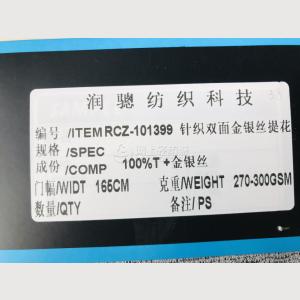 润骢纺织科技
编号/ITEM RCZ-101399 针织双面金银丝提花
规格/SPEC
成份/COMP 100%T+金银丝
门幅/WIDT 165CM 克重/WEIGHT 270-300GSM
数量/QTY 备注/PS